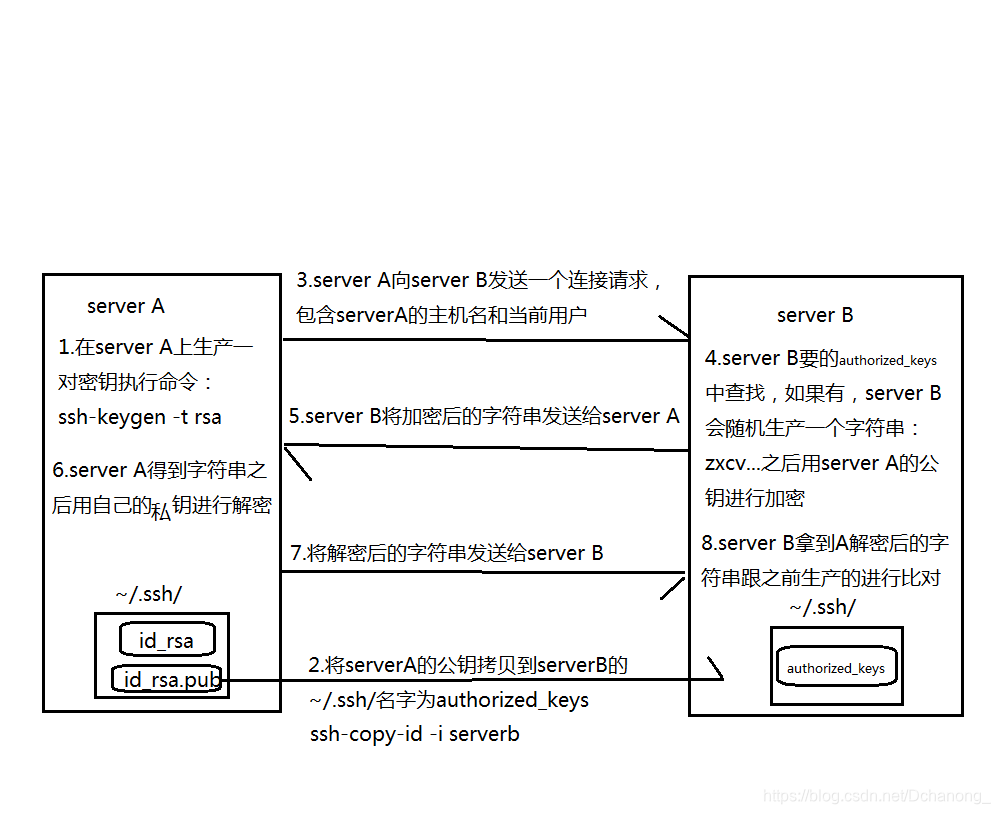 server A
1.在server A上生产一
对密钥执行命令：
ssh-keygen -t rsa
6.server A得到字符串之
后用自己的私钥进行解密
~/.ssh/
id_rsa
id_rsa.pub
3.server A向server B发送一个连接请求，
包含serverA的主机名和当前用户
5.server B将加密后的字符串发送给server A
7.将解密后的字符串发送给server B
2.将serverA的公钥拷贝到serverB的
~/.ssh/名字为authorized_keys
ssh-copy-id -i serverb
server B
4.server B要的authorized_keys
中查找，如果有，server B
会随机生产一个字符串：
zxcv...之后用server A的公
钥进行加密
8.server B拿到A解密后的字
符串跟之前生产的进行比对
~/.ssh/
authorized_keys
https://blog.csdn.net/Dchanong_